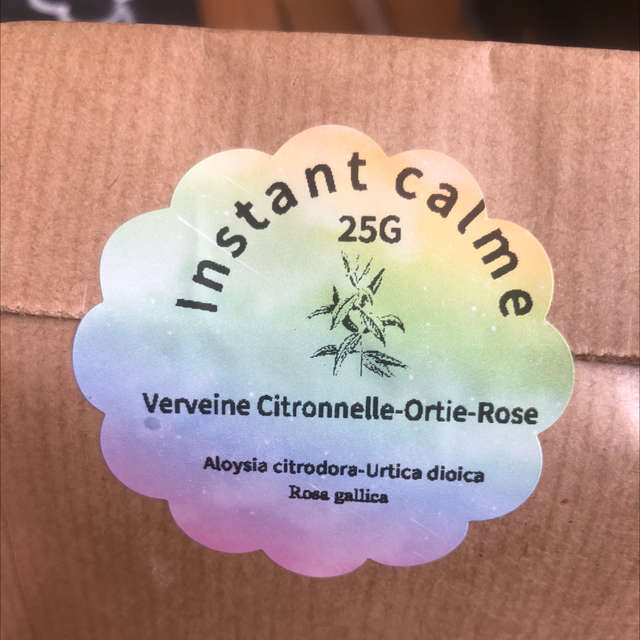 Instant calme
25G
Verveine Citronnelle-Ortie-Rose
Aloysia citrodora-Urtica dioica
Rosa gallica